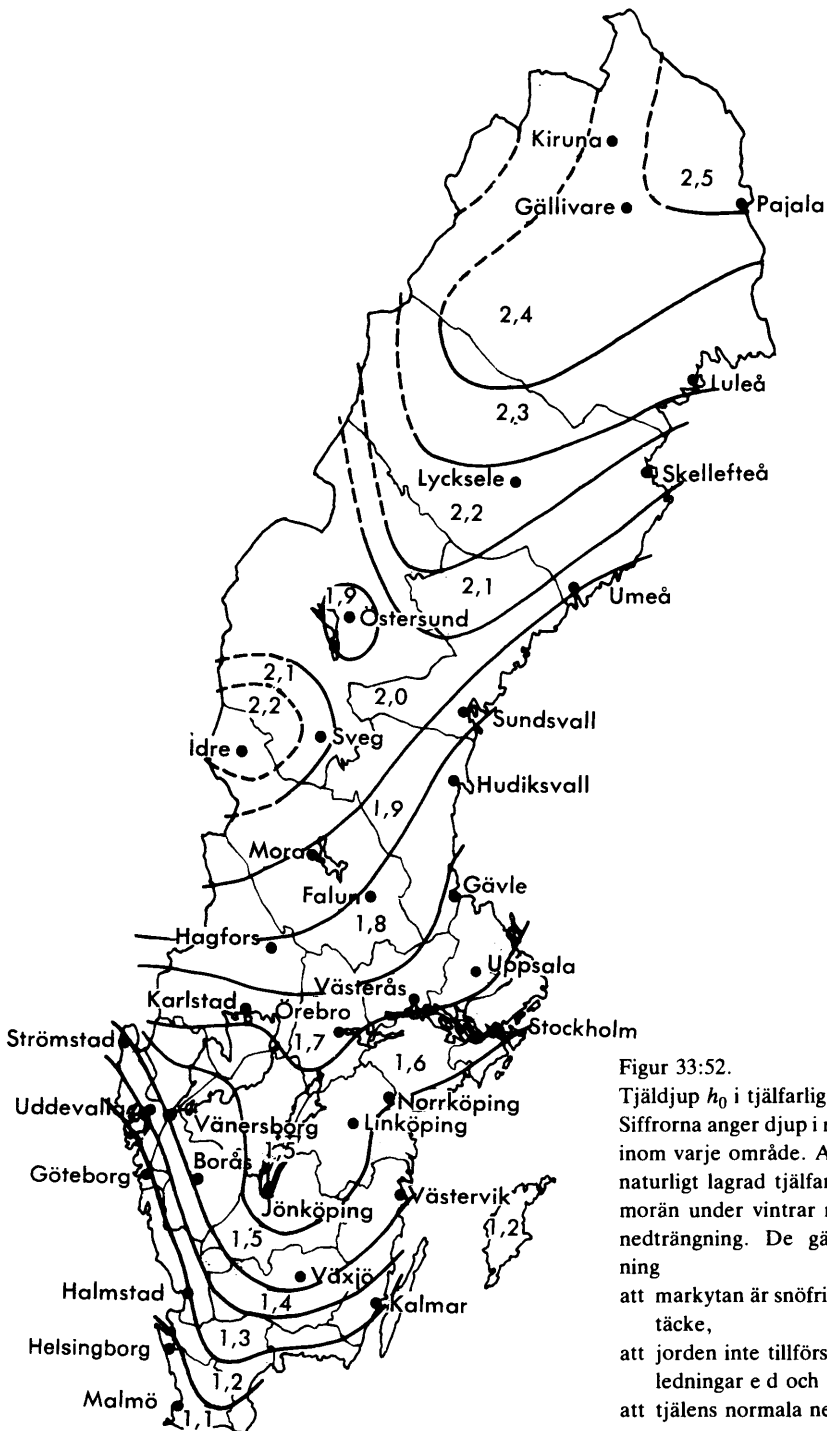 Kiruna
2,5
Gällivare
Pajala
2,4
Luleå
2,3
Lycksele
Skellefteå
2,2
2,1
Umeå
1,9
Östersund
2,1
2,0
2,2
Sundsvall
Sveg
Idre
Hudiksvall
1,9
Mora
Falun
Gävle
1,8
Hagfors
Uppsala
Västerås
Karlstad
Örebro
Stockholm
Strömstad
1,7
1,6
Norrköping
Uddevalla
Vänersborg
Linköping
1,5
Göteborg
Borås
Jönköping
Västervik
1,2
1,5
Växjö
Halmstad
1,4
Kalmar
1,3
Helsingborg
1,2
Malmö
1,1
Figur 33:52.
Tjäldjup h₀ i tjälfarlig
Siffrorna anger djup i
inom varje område. A
naturligt lagrad tjälfar
morän under vintrar
nedträngning. De gä
ning
att markytan är snöfri
täcke,
att jorden inte tillförs
ledningar e d och
att tjälens normala ne